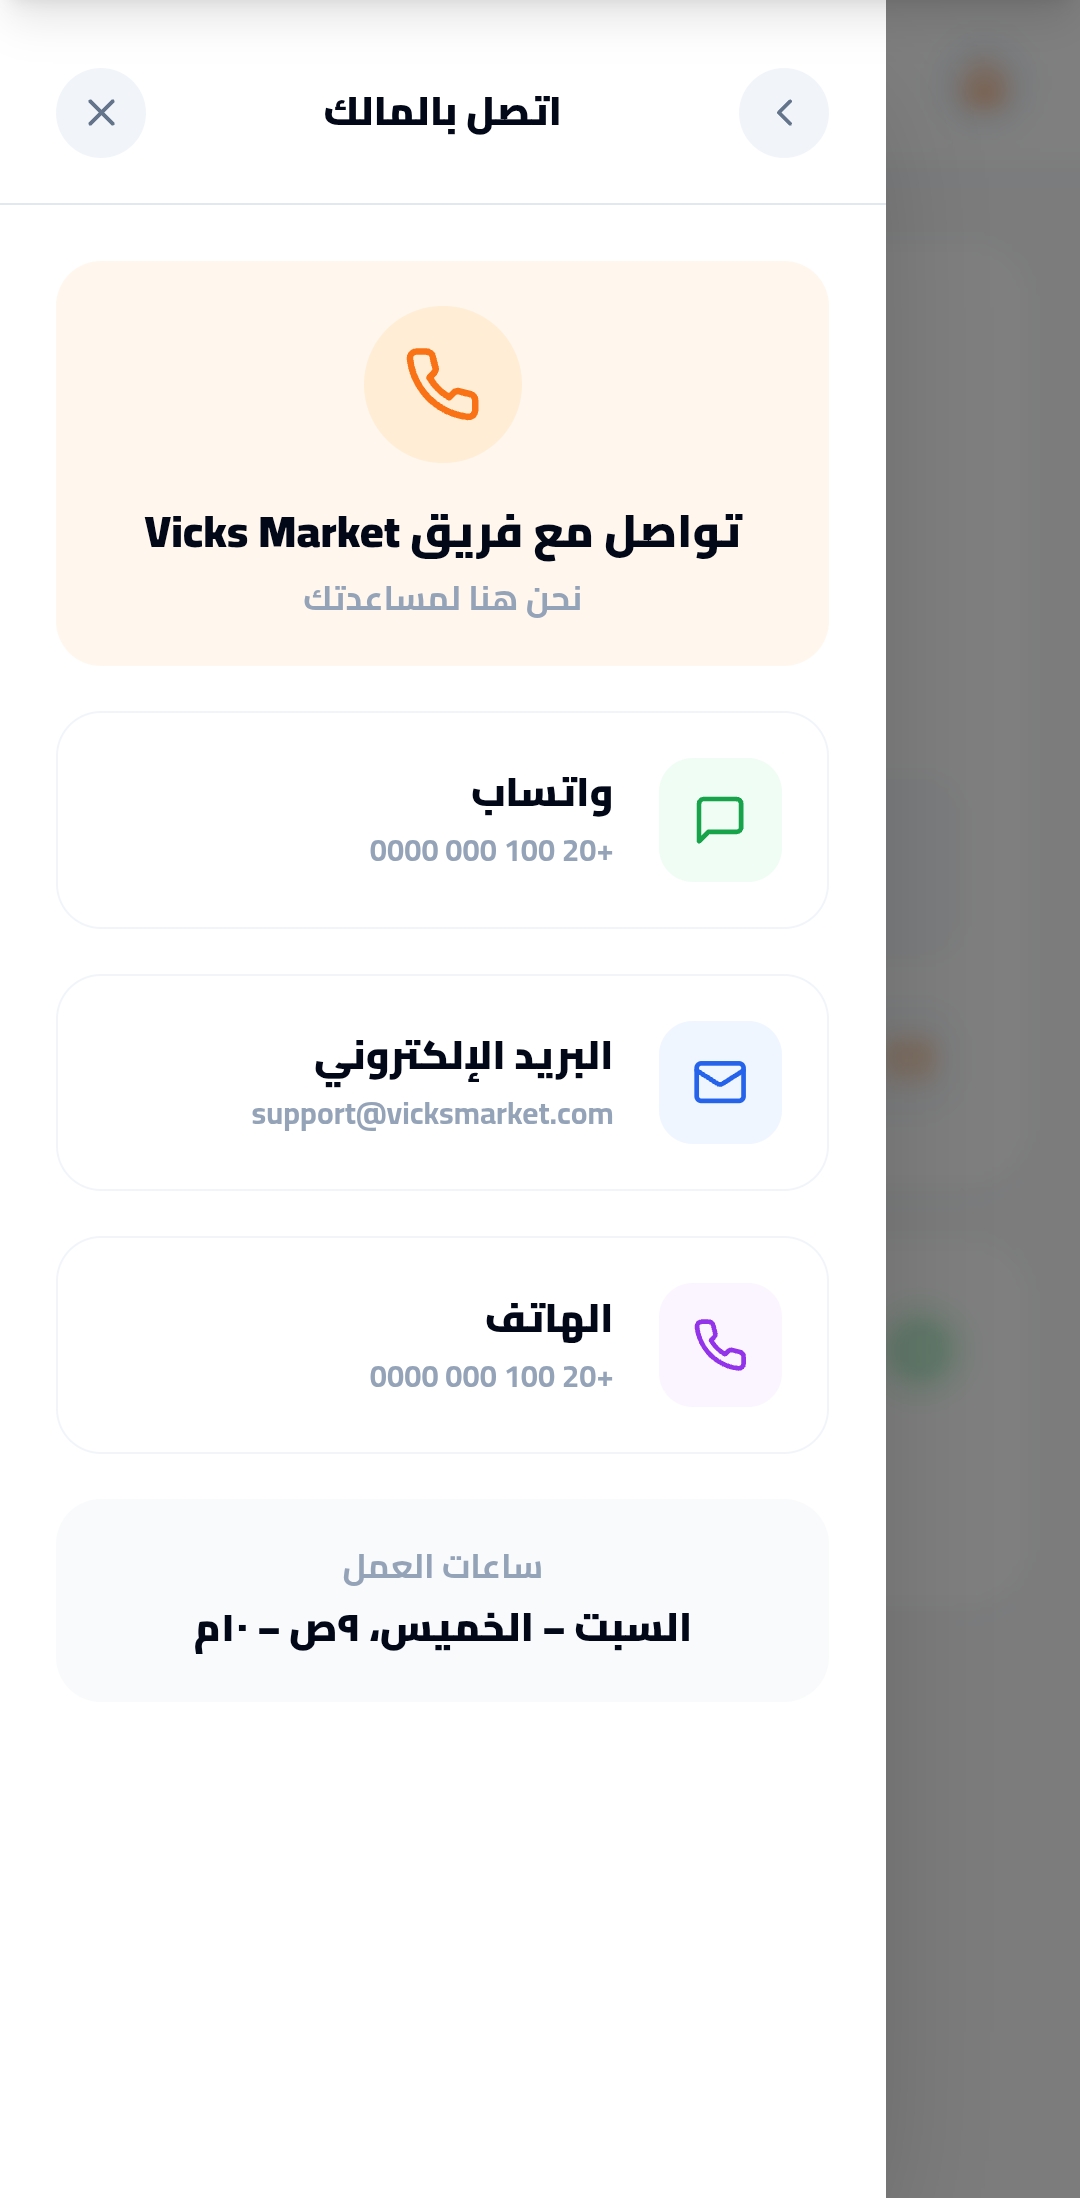 اتصل بالمالك
تواصل مع فريق Vicks Market
نحن هنا لمساعدتك
واتساب
+20 100 000 0000
البريد الإلكتروني
support@vicksmarket.com
الهاتف
+20 100 000 0000
ساعات العمل
السبت – الخميس، ٩ص – ١٠م